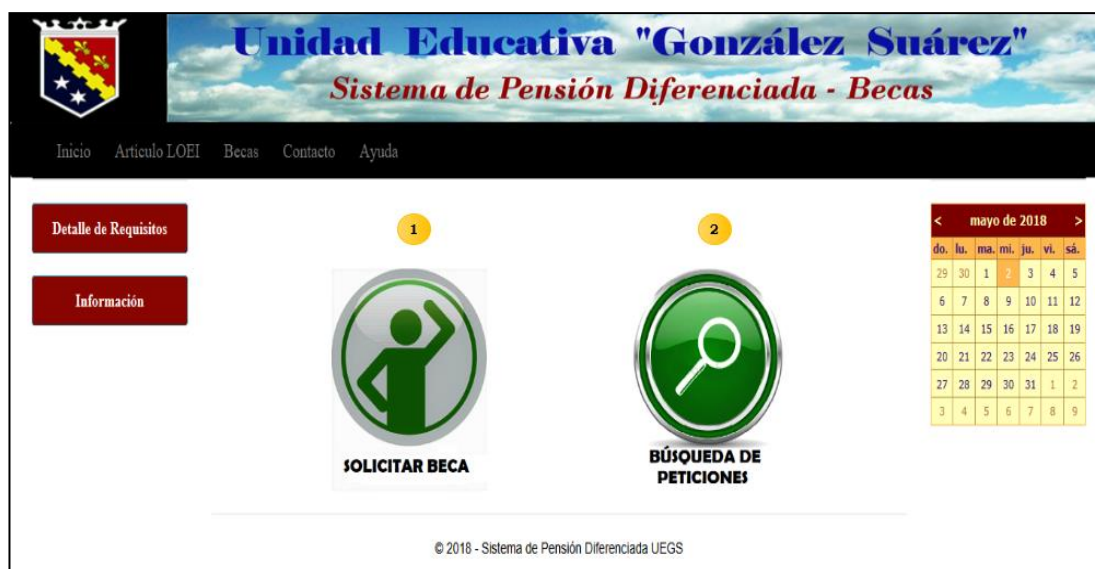 Unidad Educativa "González Suárez"
Sistema de Pensión Diferenciada - Becas
Inicio Articulo LOEI Becas Contacto Ayuda
Detalle de Requisitos
Información
1
SOLICITAR BECA
2
BÚSQUEDA DE
PETICIONES
< mayo de 2018 >
do. lu. ma. mi. ju. vi. sá.
29 30 1 2 3 4 5
6 7 8 9 10 11 12
13 14 15 16 17 18 19
20 21 22 23 24 25 26
27 28 29 30 31 1 2
3 4 5 6 7 8 9
© 2018 - Sistema de Pensión Diferenciada UEGS